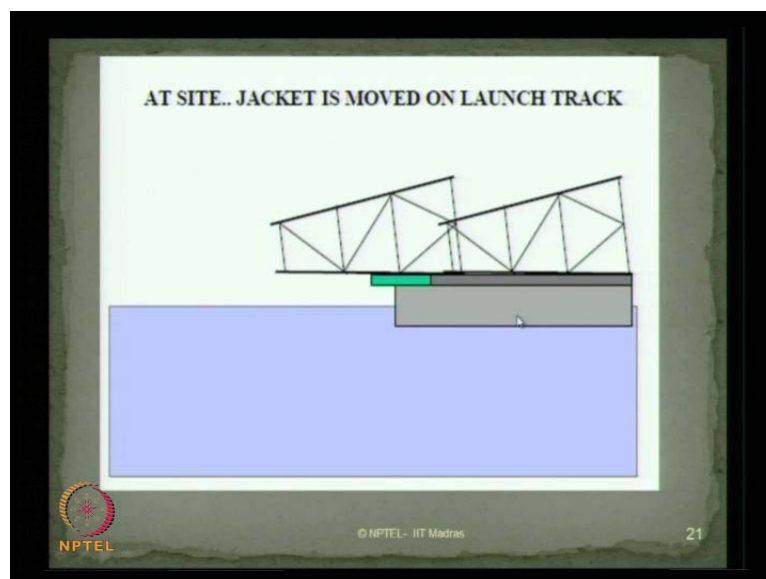 AT SITE.. JACKET IS MOVED ON LAUNCH TRACK
NPTEL
© NPTEL- IIT Madras
21